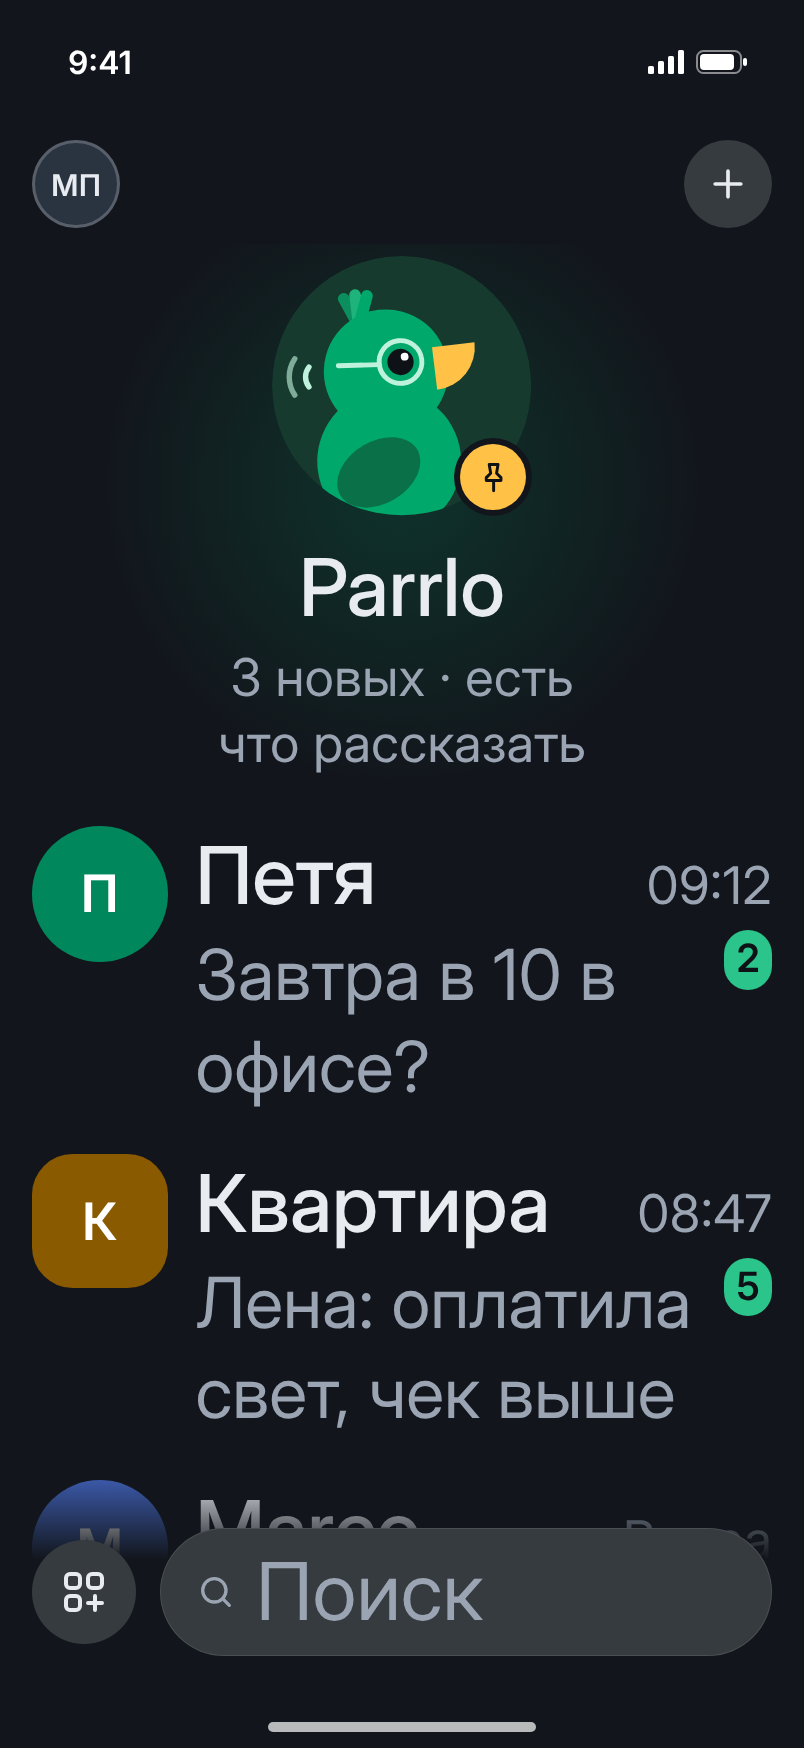 9:41
МП
Parrlo
3 новых · есть
что рассказать
П
Петя
09:12
Завтра в 10 в
2
офисе?
К
Квартира
08:47
Лена: оплатила
5
свет, чек выше
М
Поиск